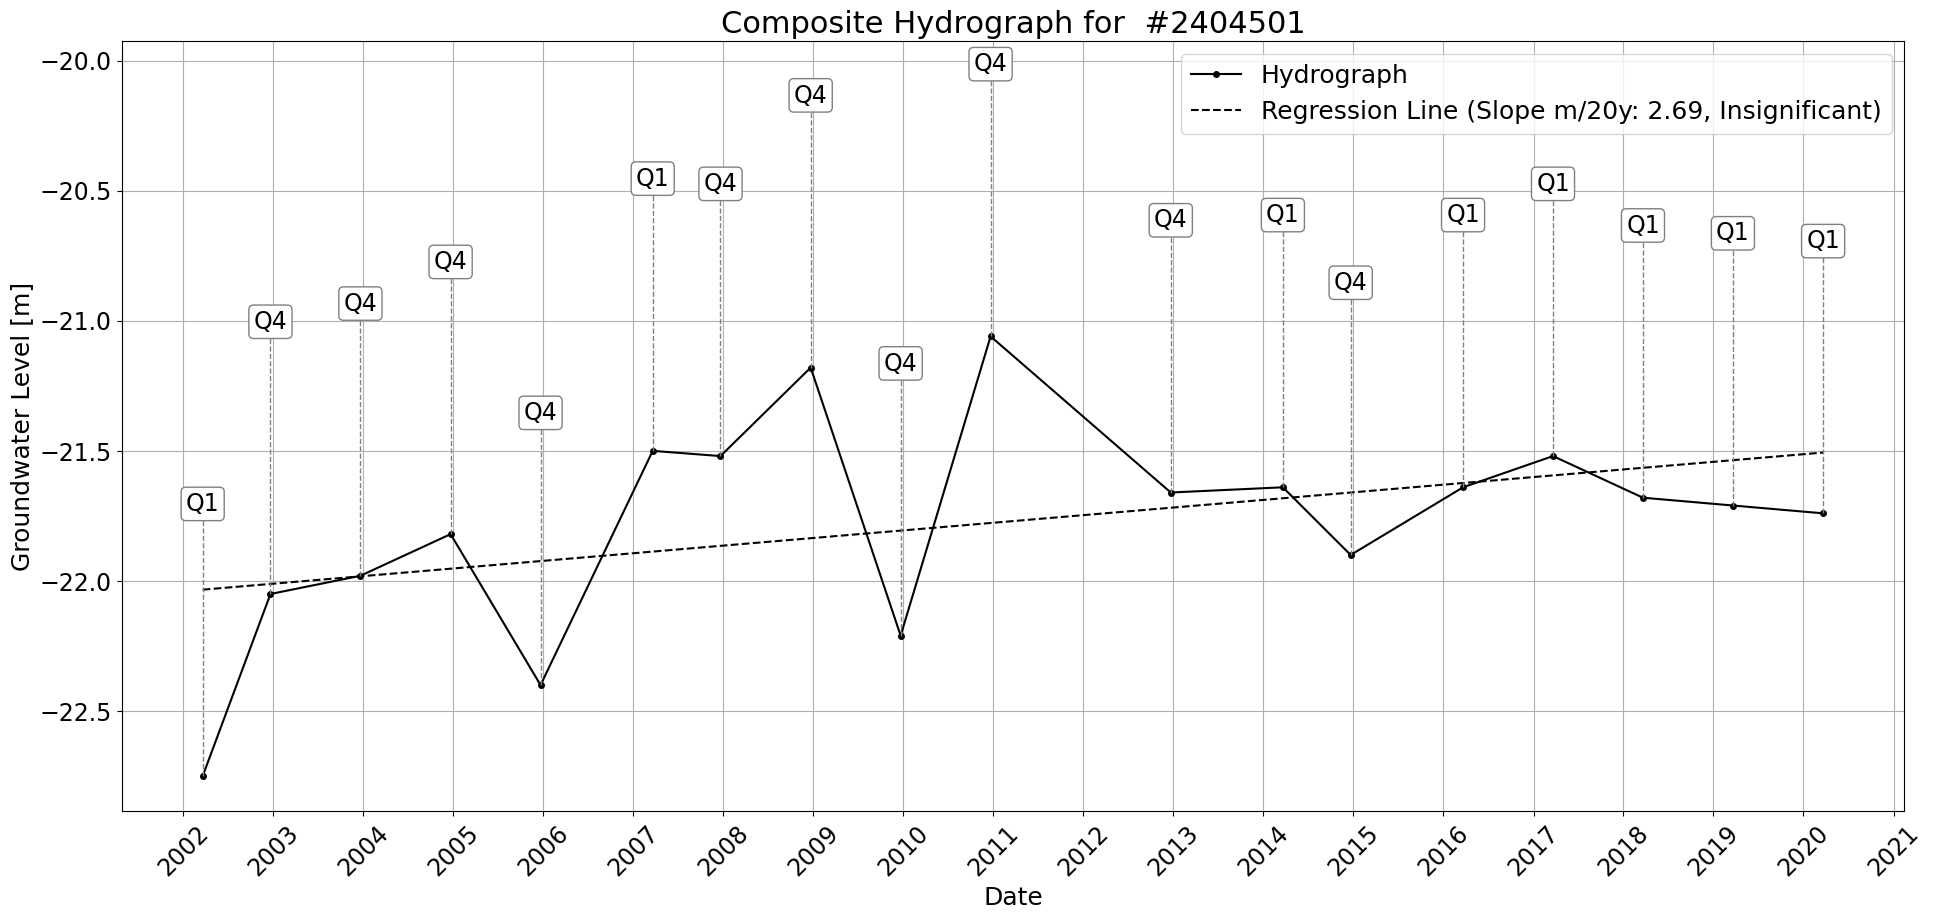 Composite Hydrograph for  #2404501
Hydrograph
Regression Line (Slope m/20y: 2.69, Insignificant)
Groundwater Level [m]
−20.0
−20.5
−21.0
−21.5
−22.0
−22.5
Q1
Q4
Q4
Q4
Q4
Q1
Q4
Q4
Q4
Q4
Q4
Q1
Q4
Q1
Q1
Q1
Q1
Q1
2002
2003
2004
2005
2006
2007
2008
2009
2010
2011
2012
2013
2014
2015
2016
2017
2018
2019
2020
2021
Date